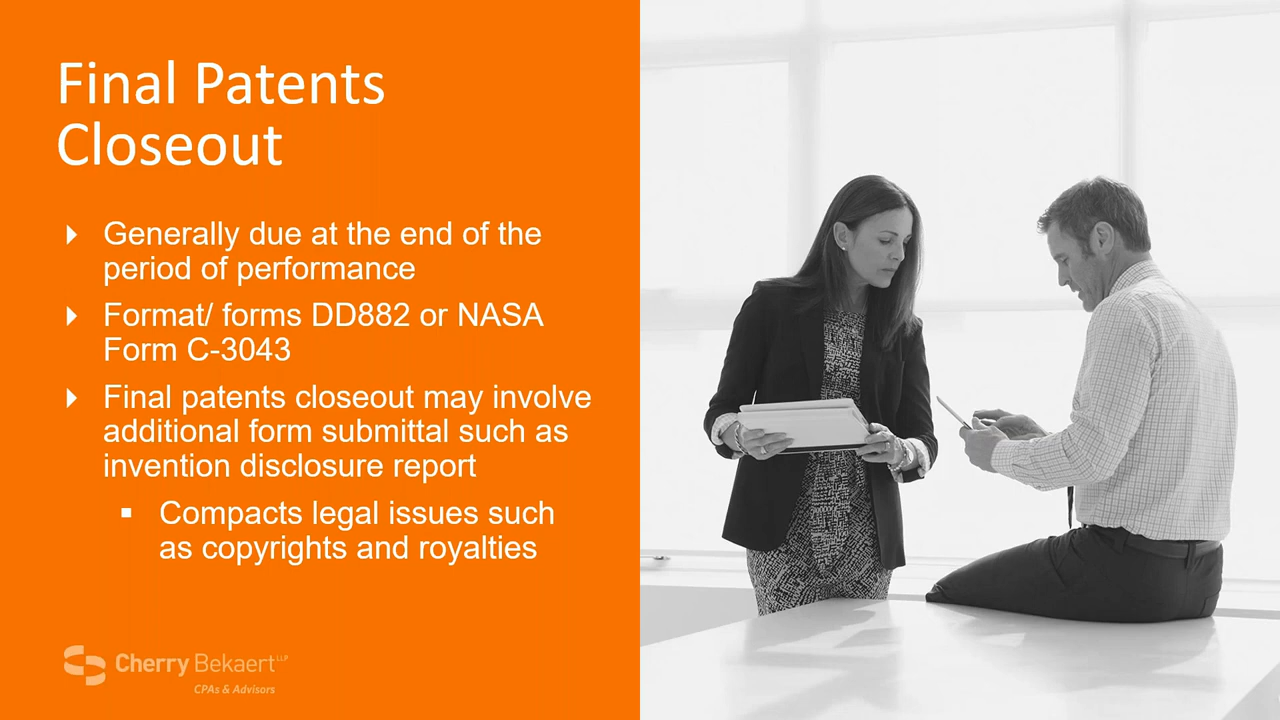 Final Patents
Closeout
Generally due at the end of the
period of performance
Format/ forms DD882 or NASA
Form C-3043
Final patents closeout may involve
additional form submittal such as
invention disclosure report
Compacts legal issues such
as copyrights and royalties
Cherry Bekaert LLP
CPAs & Advisors